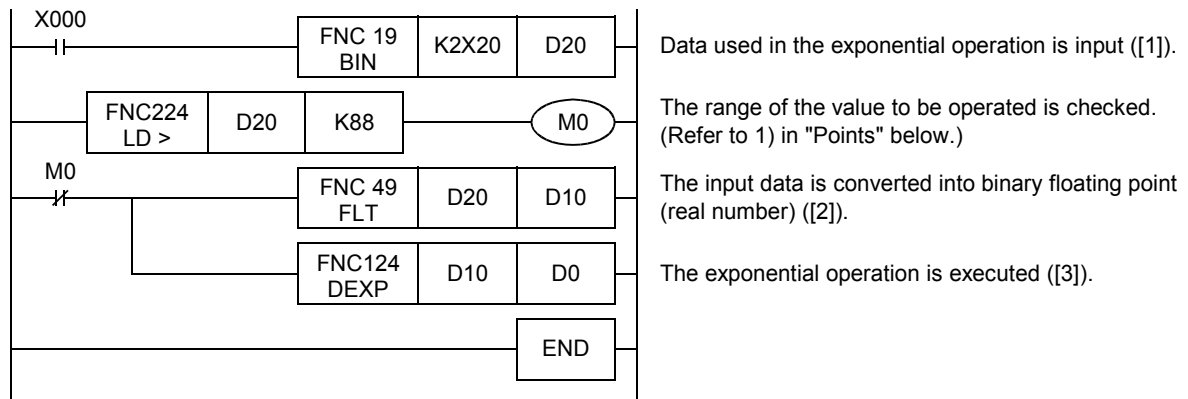 X000
FNC 19
BIN
K2X20
D20
Data used in the exponential operation is input ([1]).
FNC224
LD >
D20
K88
M0
The range of the value to be operated is checked.
(Refer to 1) in "Points" below.)
M0
FNC 49
FLT
D20
D10
The input data is converted into binary floating point
(real number) ([2]).
FNC124
DEXP
D10
D0
The exponential operation is executed ([3]).
END